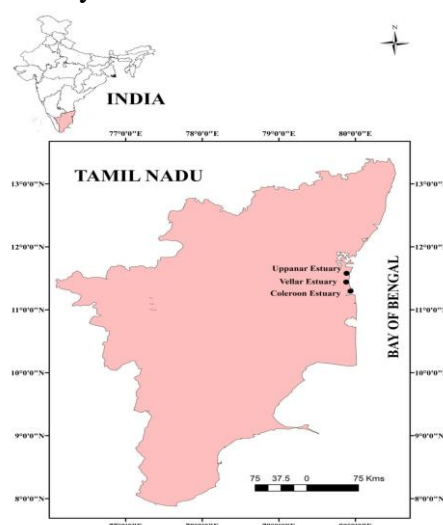 N
INDIA
77°0'0"E 78°0'0"E 79°0'0"E 80°0'0"E
TAMIL NADU
13°0'0"N 13°0'0"N
12°0'0"N 12°0'0"N
Uppanar Estuary
Vellar Estuary
Coleroon Estuary
11°0'0"N 11°0'0"N
BAY OF BENGAL
10°0'0"N 10°0'0"N
9°0'0"N 9°0'0"N
75 37.5 0 75 Kms
8°0'0"N 8°0'0"N